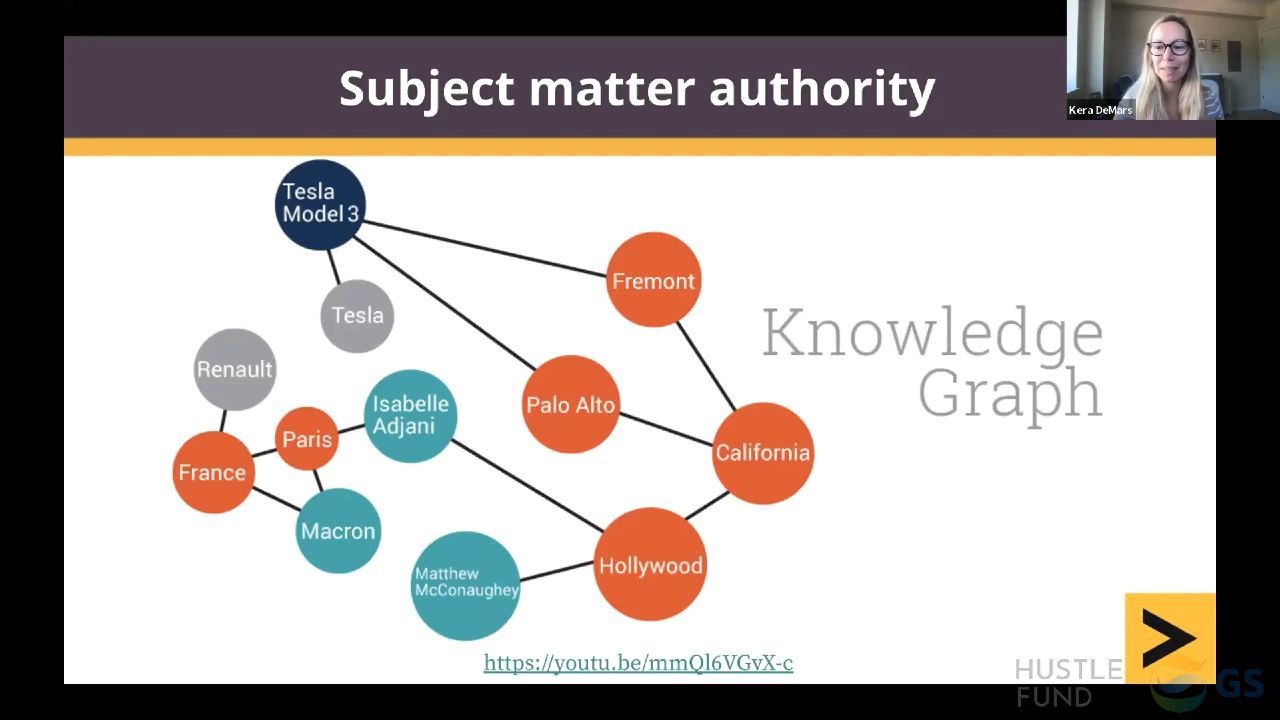 Subject matter authority
Kera DeMars
Tesla
Model 3
Fremont
Tesla
Knowledge
Graph
Renault
Isabelle
Adjani
Palo Alto
Paris
California
France
Macron
Matthew
McConaughey
Hollywood
https://youtu.be/mmQl6VGvX-c
HUSTLE
FUND
GS